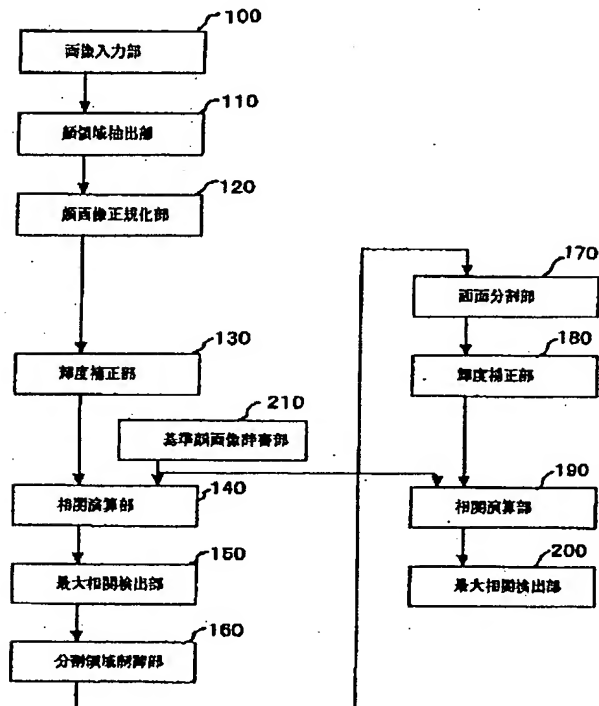 100
画像入力部
110
顔領域抽出部
120
顔画像正規化部
130
輝度補正部
210
基準顔画像辞書部
140
相関演算部
150
最大相関検出部
160
分割領域制御部
170
画面分割部
180
輝度補正部
190
相関演算部
200
最大相関検出部